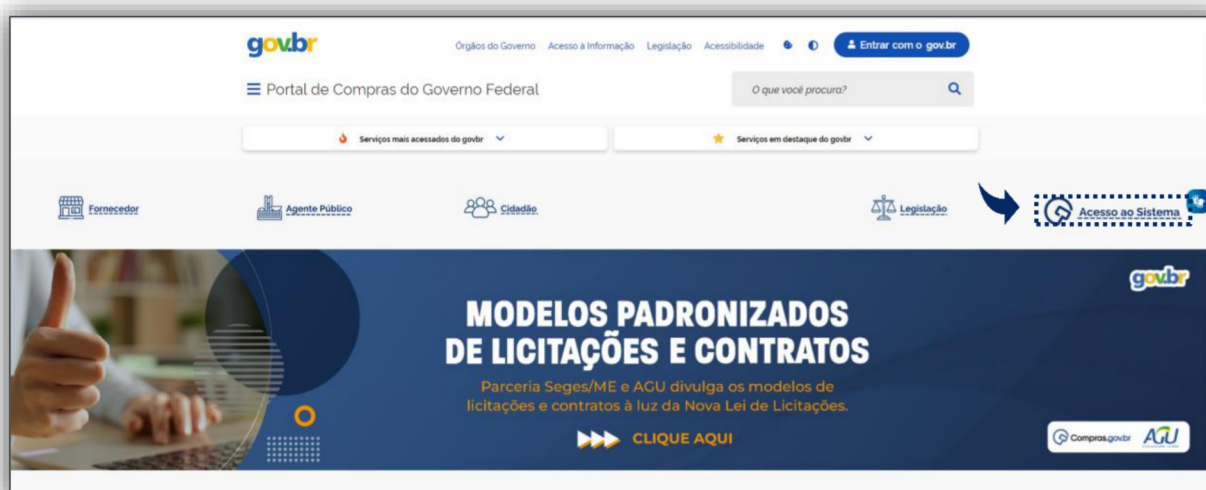 gov.br
Órgãos do Governo Acesso à Informação Legislação Acessibilidade Entrar com o gov.br
Portal de Compras do Governo Federal
O que você procura?
Serviços mais acessados do govbr
Serviços em destaque do govbr
Fornecedor
Agente Público
Cidadão
Legislação
Acesso ao Sistema
gov.br
MODELOS PADRONIZADOS
DE LICITAÇÕES E CONTRATOS
Parceria Seges/ME e AGU divulga os modelos de
licitações e contratos à luz da Nova Lei de Licitações.
CLIQUE AQUI
Compras.gov.br AGU